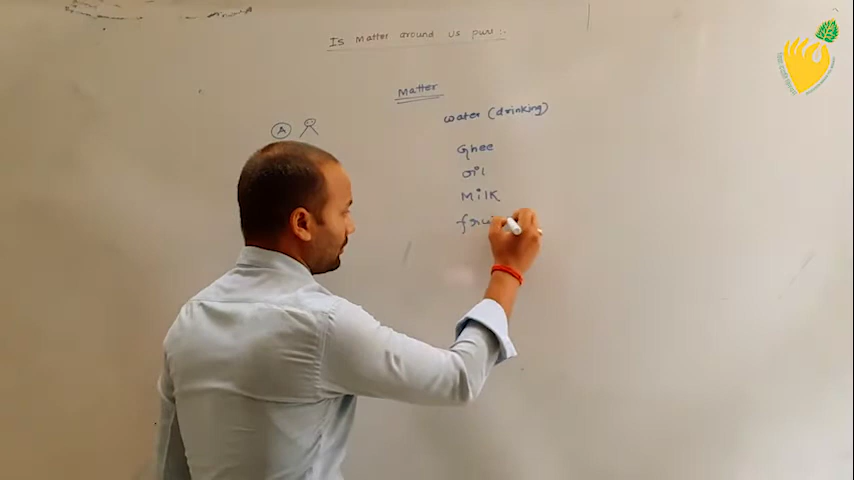 Is Matter around us pure :-
Matter
A
water (drinking)
Ghee
oil
Milk